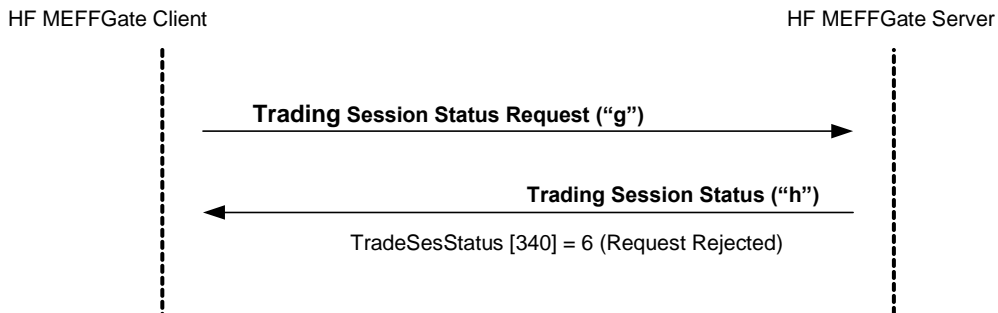 HF MEFFGate Client
HF MEFFGate Server
Trading Session Status Request (“g”)
Trading Session Status (“h”)
TradeSesStatus [340] = 6 (Request Rejected)